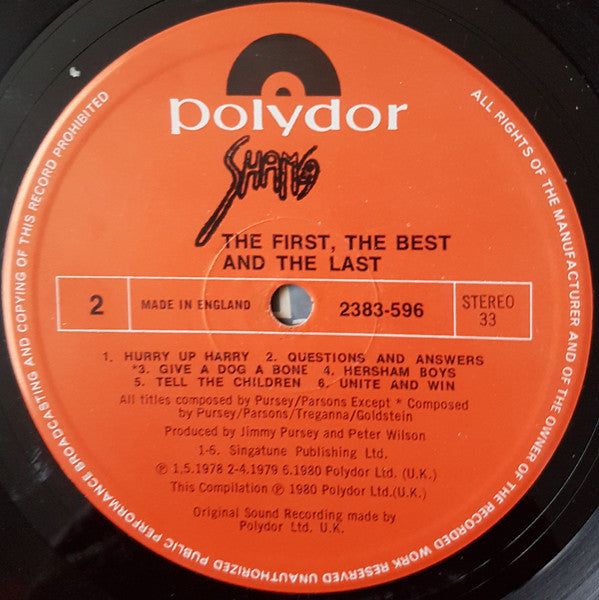 polydor
SHAM 69
THE FIRST, THE BEST
AND THE LAST
2
MADE IN ENGLAND
2383-596
STEREO
33
1. HURRY UP HARRY 2. QUESTIONS AND ANSWERS
*3. GIVE A DOG A BONE 4. HERSHAM BOYS
5. TELL THE CHILDREN 6. UNITE AND WIN
All titles composed by Pursey/Parsons Except * Composed
by Pursey/Parsons/Treganna/Goldstein
Produced by Jimmy Pursey and Peter Wilson
1-6. Singatune Publishing Ltd.
℗ 1,5.1978 2-4.1979 6.1980 Polydor Ltd. (U.K.)
This Compilation ℗ 1980 Polydor Ltd.(U.K.)
Original Sound Recording made by
Polydor Ltd. U.K.
ALL RIGHTS OF THE MANUFACTURER AND OF THE OWNER OF THE RECORDED WORK RESERVED UNAUTHORIZED PUBLIC PERFORMANCE BROADCASTING AND COPYING OF THIS RECORD PROHIBITED